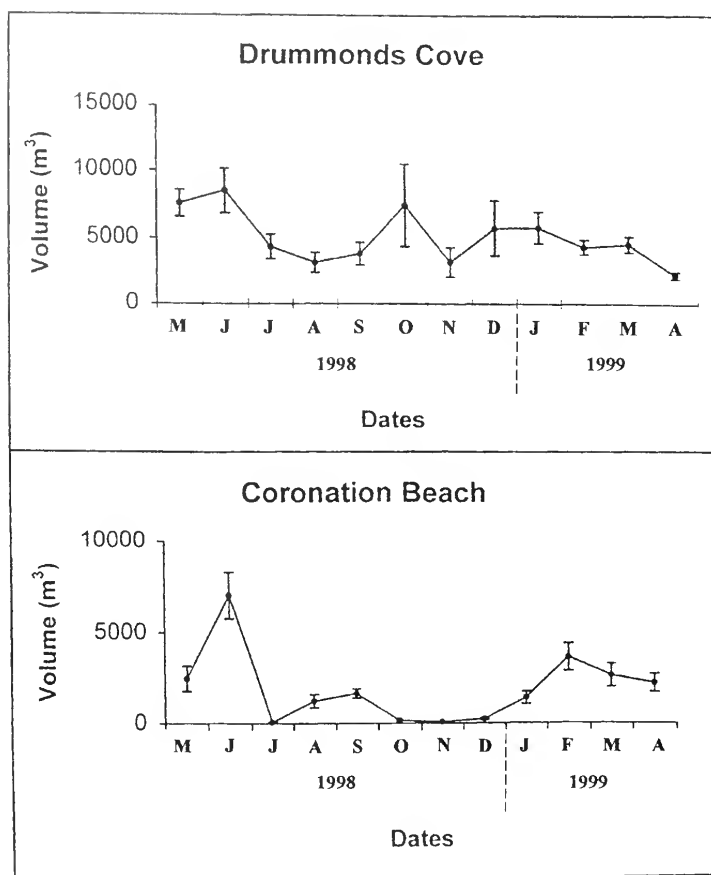 Drummonds Cove
Volume (m³)
15000
10000
5000
0
M J J A S O N D J F M A
1998 1999
Dates
Coronation Beach
Volume (m³)
10000
5000
0
M J J A S O N D J F M A
1998 1999
Dates